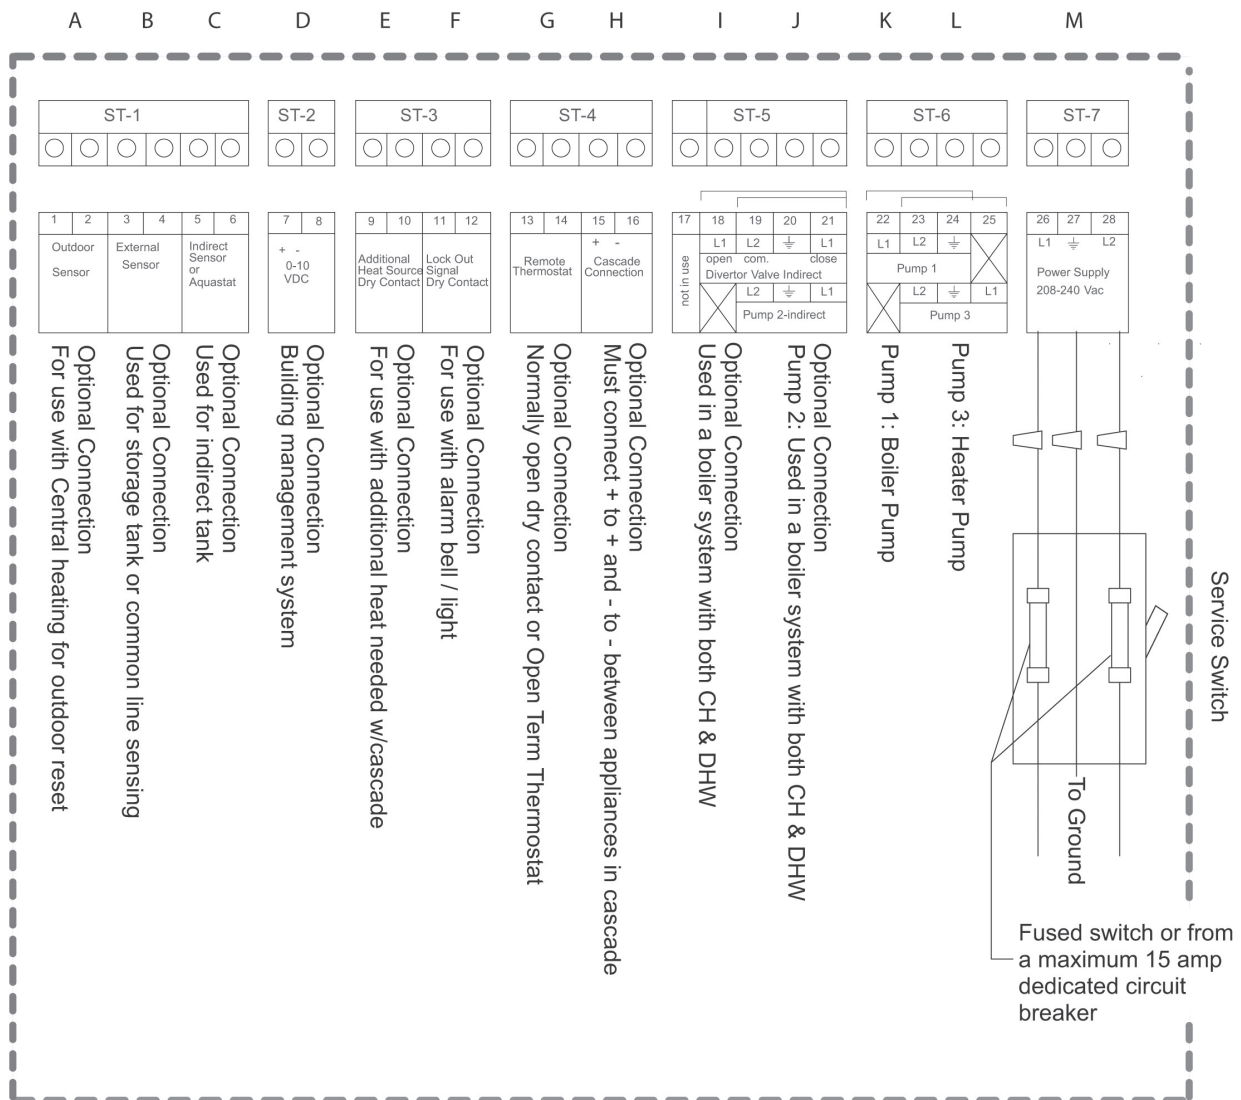 A B C D E F G H I J K L M
ST-1 ST-2 ST-3 ST-4 ST-5 ST-6 ST-7
1 2 3 4 5 6 7 8 9 10 11 12 13 14 15 16 17 18 19 20 21 22 23 24 25 26 27 28
Outdoor
Sensor
External
Sensor
Indirect
Sensor
or
Aquastat
+ -
0-10
VDC
Additional
Heat Source
Dry Contact
Lock Out
Signal
Dry Contact
Remote
Thermostat
+ -
Cascade
Connection
not in use
L1 L2 L1
open com. close
Divertor Valve Indirect
L2 L1
Pump 2-indirect
L1 L2
Pump 1
L2 L1
Pump 3
L1 L2
Power Supply
208-240 Vac
Optional Connection
For use with Central heating for outdoor reset
Optional Connection
Used for storage tank or common line sensing
Optional Connection
Used for indirect tank
Optional Connection
Building management system
Optional Connection
For use with additional heat needed w/cascade
Optional Connection
For use with alarm bell / light
Optional Connection
Normally open dry contact or Open Term Thermostat
Optional Connection
Must connect + to + and - to - between appliances in cascade
Optional Connection
Used in a boiler system with both CH & DHW
Optional Connection
Pump 2: Used in a boiler system with both CH & DHW
Pump 1: Boiler Pump
Pump 3: Heater Pump
To Ground
Service Switch
Fused switch or from
a maximum 15 amp
dedicated circuit
breaker